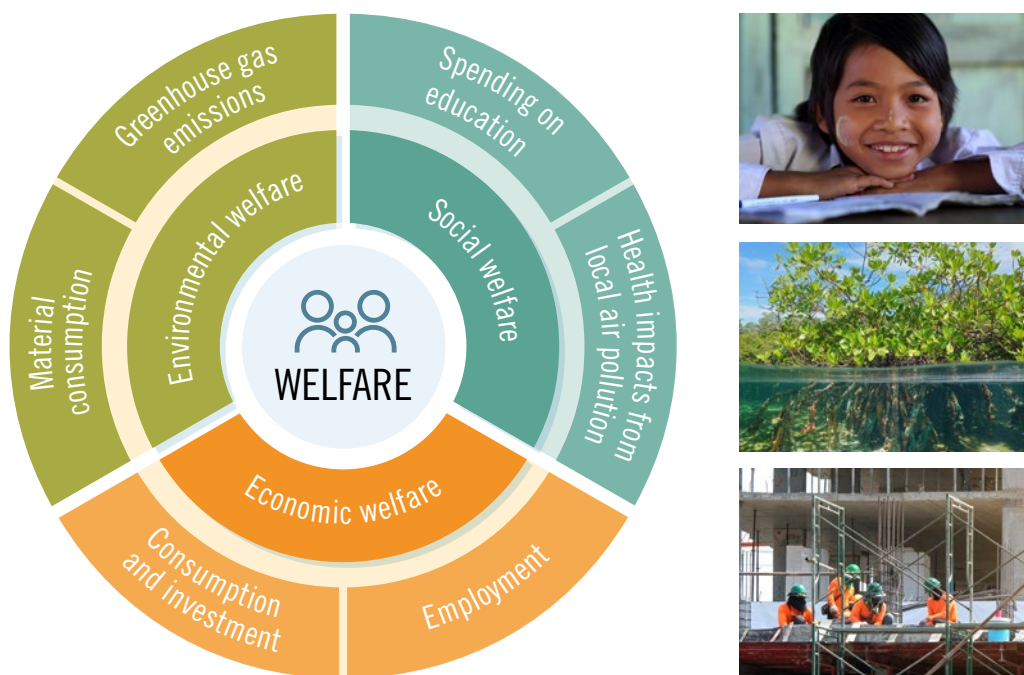 Greenhouse gas
emissions
Spending on
education
Environmental welfare
Social welfare
Health impacts from
local air pollution
Material
consumption
WELFARE
Economic welfare
Consumption
and investment
Employment